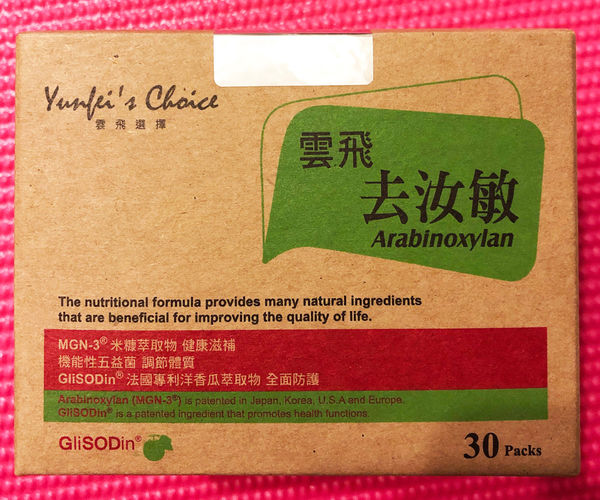 Yunfei's Choice
雲飛選擇
雲飛
去汝敏
Arabinoxylan
The nutritional formula provides many natural ingredients
that are beneficial for improving the quality of life.
MGN-3® 米糠萃取物 健康滋補
機能性五益菌 調節體質
GliSODin® 法國專利洋香瓜萃取物 全面防護
Arabinoxylan (MGN-3®) is patented in Japan, Korea, U.S.A and Europe.
GliSODin® is a patented ingredient that promotes health functions.
GliSODin®
30 Packs